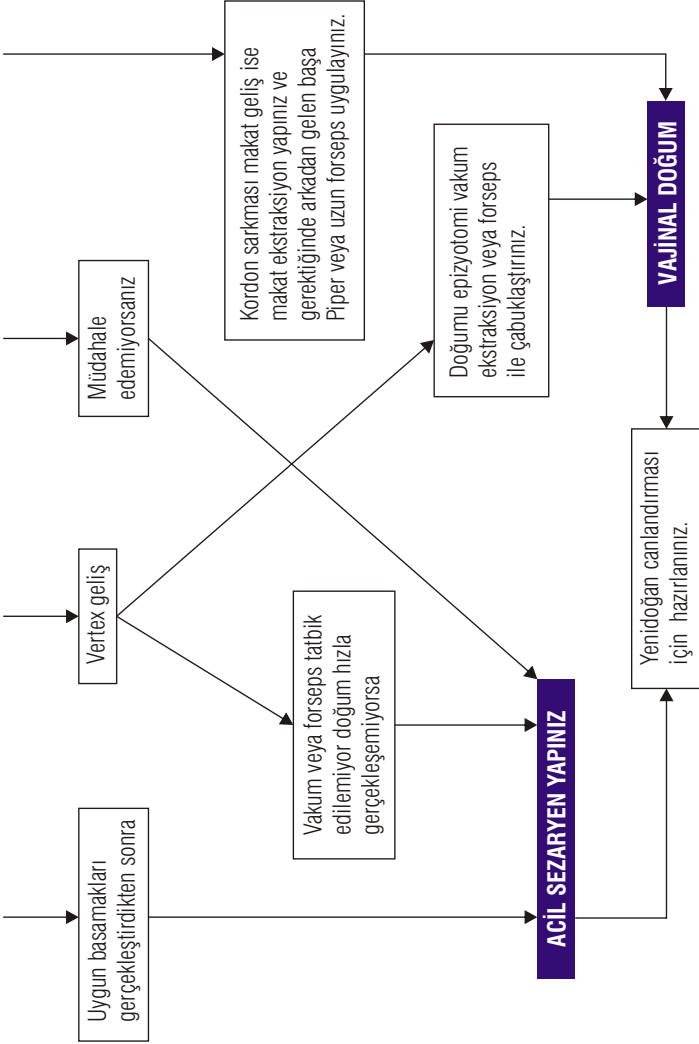 Uygun basamakları
gerçekleştirdikten sonra
Vertex geliş
Müdahale
edemiyorsanız
Kordon sarkması makat geliş ise
makat ekstraksiyon yapınız ve
gerektiğinde arkadan gelen başa
Piper veya uzun forseps uygulayınız.
Vakum veya forseps tatbik
edilemiyor doğum hızla
gerçekleşemiyorsa
Doğumu epizyotomi vakum
ekstraksiyon veya forseps
ile çabuklaştırınız.
ACİL SEZARYEN YAPINIZ
VAJİNAL DOĞUM
Yenidoğan canlandırması
için hazırlanınız.